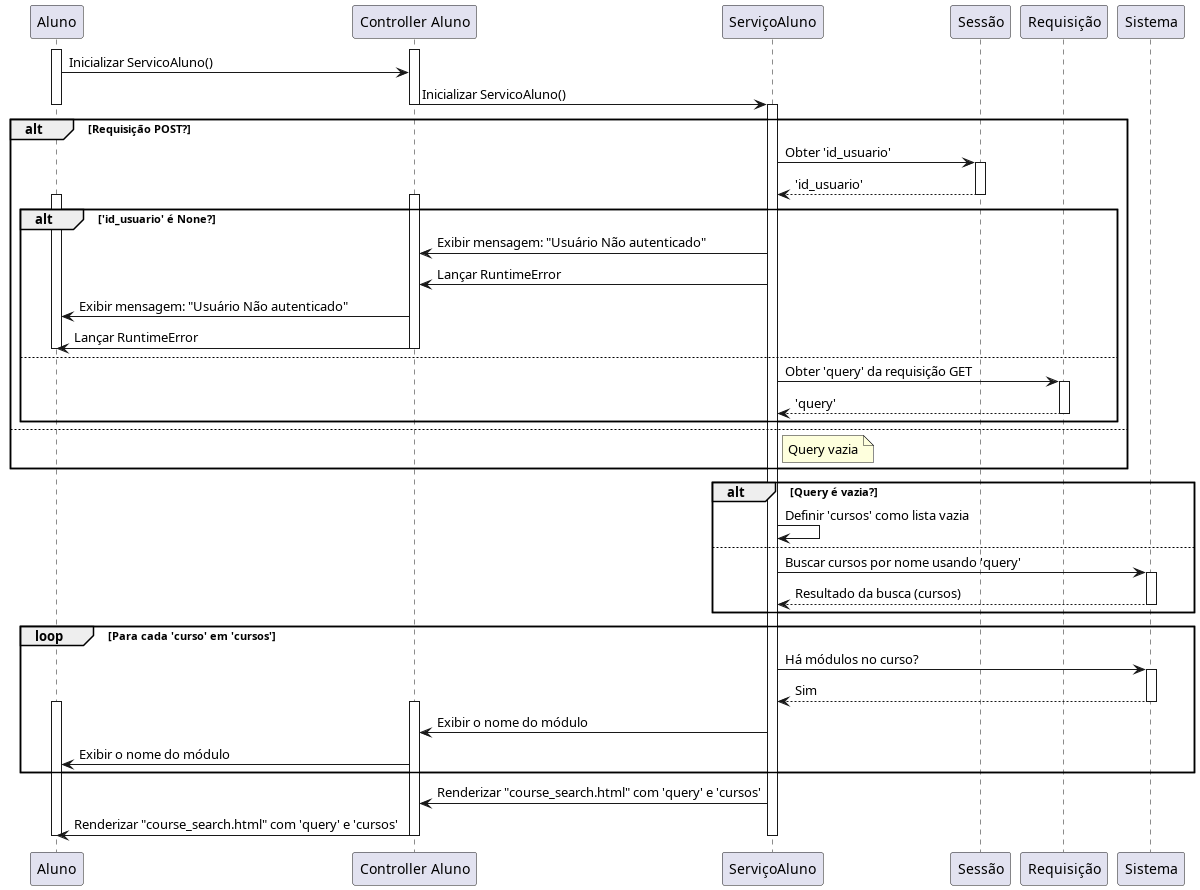 Aluno
Controller Aluno
ServiçoAluno
Sessão
Requisição
Sistema
Inicializar ServicoAluno()
Inicializar ServicoAluno()
alt [Requisição POST?]
Obter 'id_usuario'
'id_usuario'
alt ['id_usuario' é None?]
Exibir mensagem: "Usuário Não autenticado"
Lançar RuntimeError
Exibir mensagem: "Usuário Não autenticado"
Lançar RuntimeError
Obter 'query' da requisição GET
'query'
Query vazia
alt [Query é vazia?]
Definir 'cursos' como lista vazia
Buscar cursos por nome usando 'query'
Resultado da busca (cursos)
loop [Para cada 'curso' em 'cursos']
Há módulos no curso?
Sim
Exibir o nome do módulo
Exibir o nome do módulo
Renderizar "course_search.html" com 'query' e 'cursos'
Renderizar "course_search.html" com 'query' e 'cursos'
Aluno
Controller Aluno
ServiçoAluno
Sessão
Requisição
Sistema